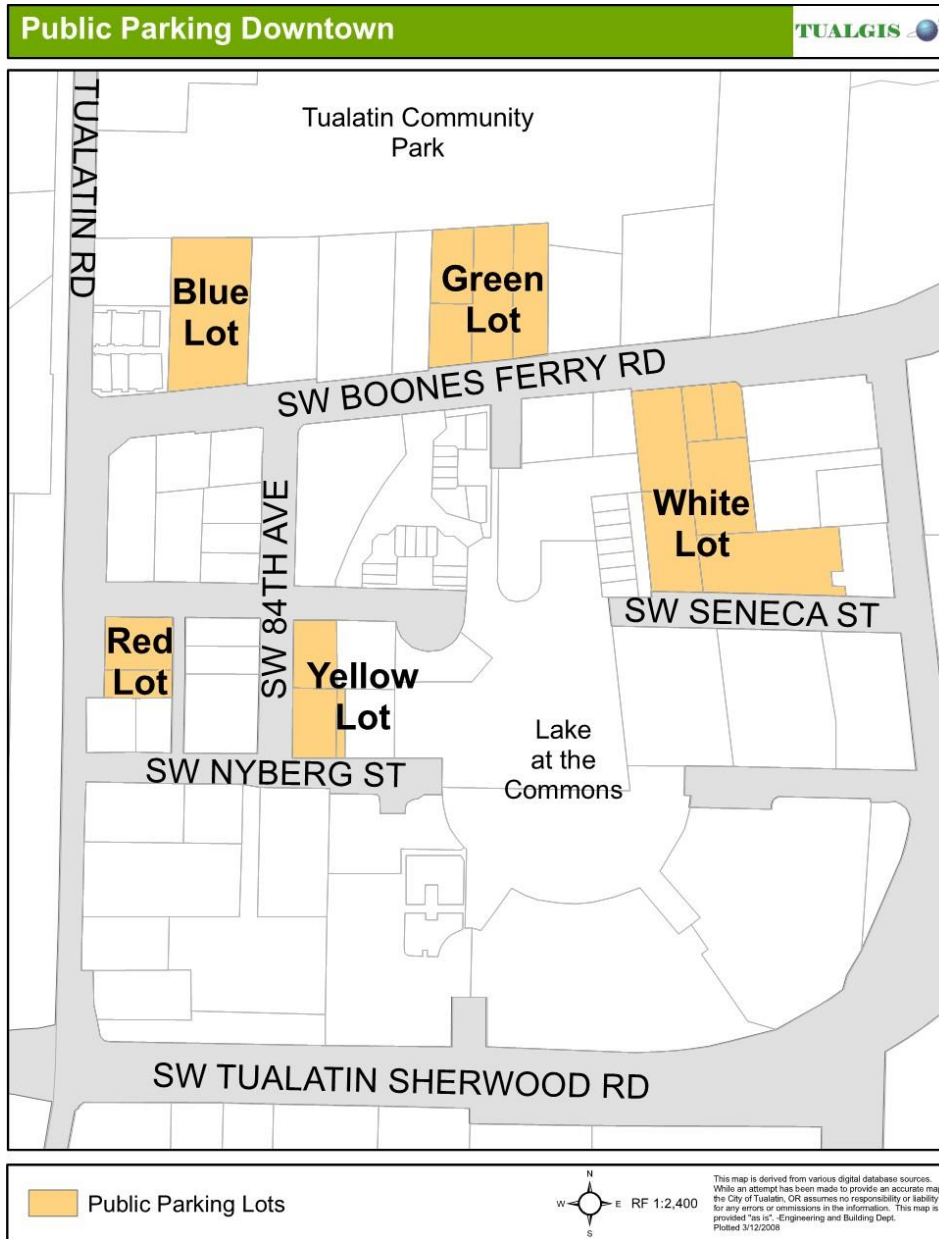 Public Parking Downtown
TUALGIS
TUALATIN RD
Tualatin Community
Park
Blue
Lot
Green
Lot
SW BOONES FERRY RD
SW 84TH AVE
White
Lot
SW SENECA ST
Red
Lot
Yellow
Lot
SW NYBERG ST
Lake
at the
Commons
SW TUALATIN SHERWOOD RD
Public Parking Lots
N
W
E
S
RF 1:2,400
This map is derived from various digital database sources.
While an attempt has been made to provide an accurate map,
the City of Tualatin, OR assumes no responsibility or liability
for any errors or ommissions in the information. This map is
provided "as is". -Engineering and Building Dept.
Plotted 3/12/2008